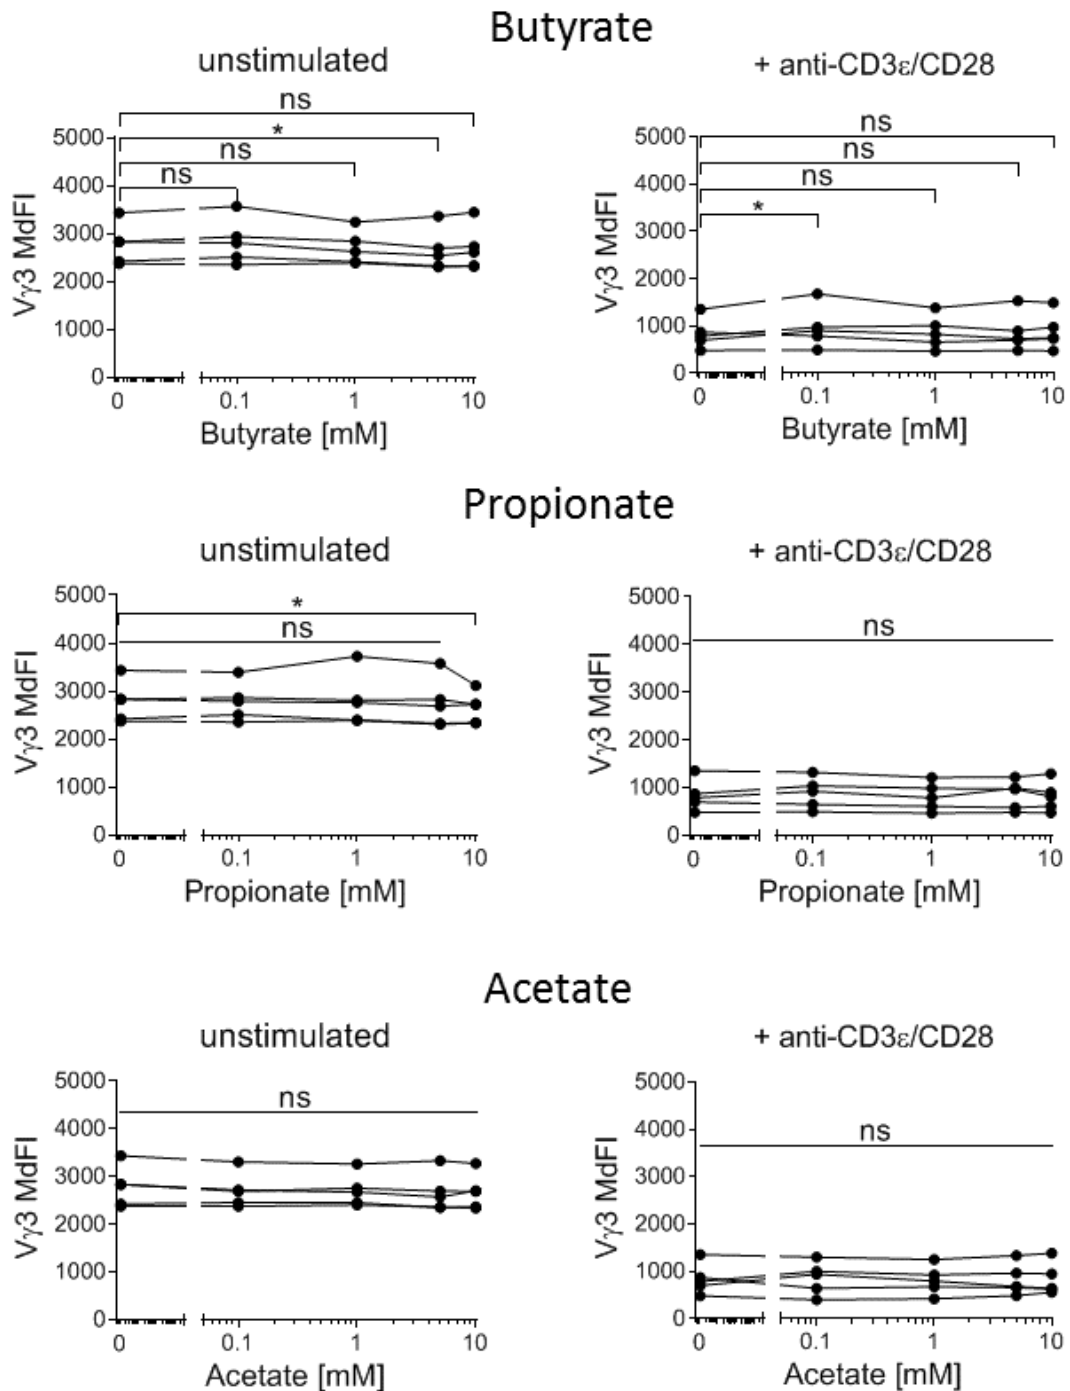 Butyrate
unstimulated
+ anti-CD3ε/CD28
ns
*
ns
ns
5000
4000
3000
2000
1000
0
Vγ3 MdFI
0 0.1 1 10
Butyrate [mM]
ns
ns
ns
*
5000
4000
3000
2000
1000
0
Vγ3 MdFI
0 0.1 1 10
Butyrate [mM]
Propionate
unstimulated
+ anti-CD3ε/CD28
*
ns
5000
4000
3000
2000
1000
0
Vγ3 MdFI
0 0.1 1 10
Propionate [mM]
ns
5000
4000
3000
2000
1000
0
Vγ3 MdFI
0 0.1 1 10
Propionate [mM]
Acetate
unstimulated
+ anti-CD3ε/CD28
ns
5000
4000
3000
2000
1000
0
Vγ3 MdFI
0 0.1 1 10
Acetate [mM]
ns
5000
4000
3000
2000
1000
0
Vγ3 MdFI
0 0.1 1 10
Acetate [mM]